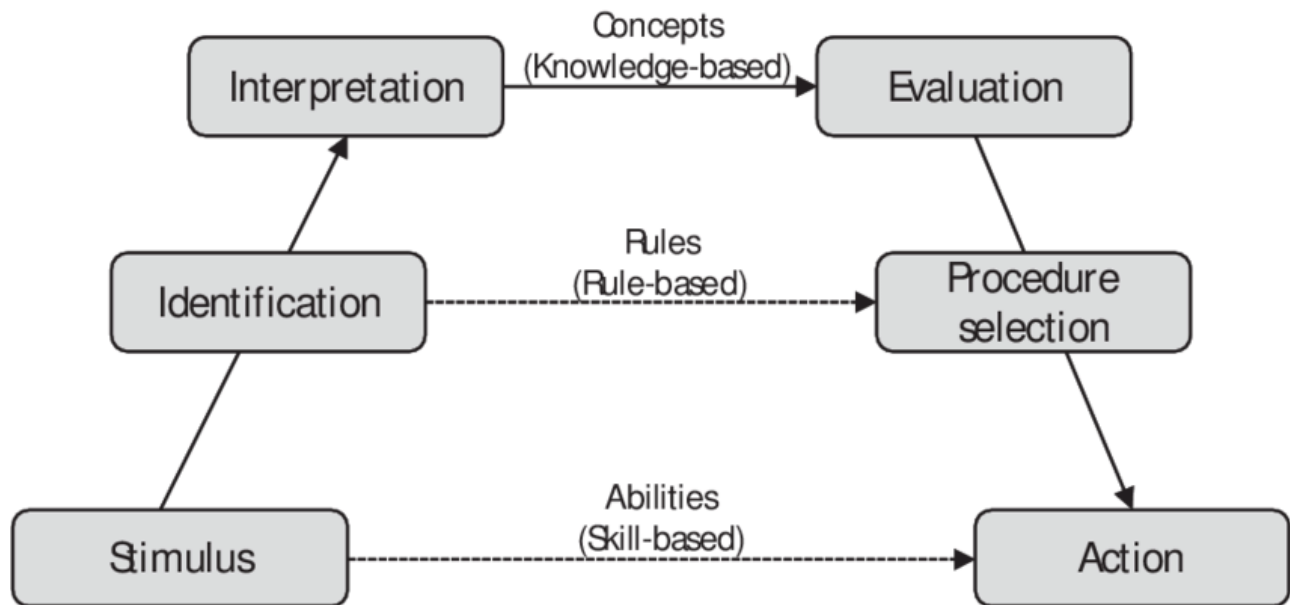 Concepts
(Knowledge-based)
Interpretation
Evaluation
Rules
(Rule-based)
Identification
Procedure
selection
Abilities
(Skill-based)
Stimulus
Action